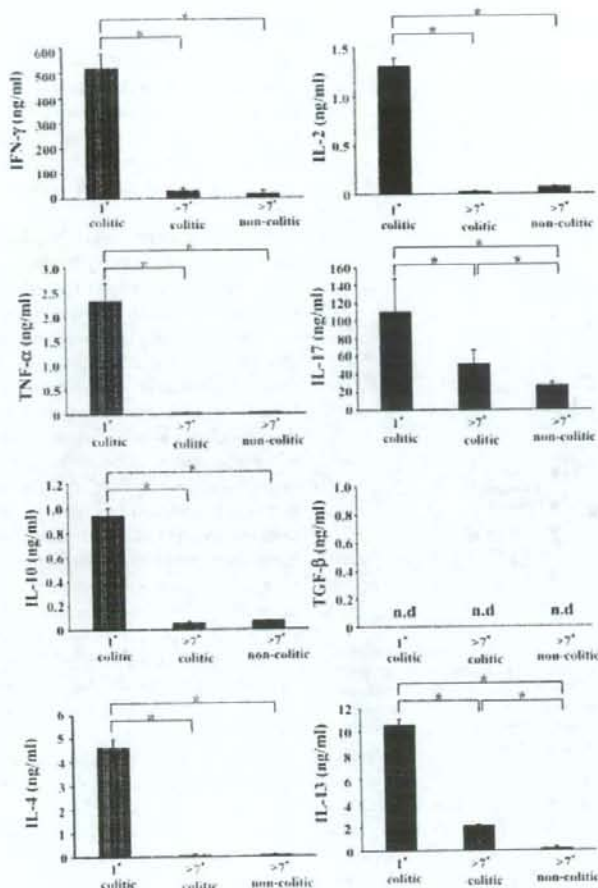 IFN-γ (ng/ml)
600
500
400
300
200
100
0
* *
1° >7° >7°
colitic colitic non-colitic
IL-2 (ng/ml)
1.5
1.0
0.5
0
* *
1° >7° >7°
colitic colitic non-colitic
TNF-α (ng/ml)
3.0
2.5
2.0
1.5
1.0
0.5
0
* *
1° >7° >7°
colitic colitic non-colitic
IL-17 (ng/ml)
160
140
120
100
80
60
40
20
0
* * *
1° >7° >7°
colitic colitic non-colitic
IL-10 (ng/ml)
1.2
1.0
0.8
0.6
0.4
0.2
0
* *
1° >7° >7°
colitic colitic non-colitic
TGF-β (ng/ml)
1.0
0.8
0.6
0.4
0.2
0
n.d n.d n.d
1° >7° >7°
colitic colitic non-colitic
IL-4 (ng/ml)
6
5
4
3
2
1
0
* *
1° >7° >7°
colitic colitic non-colitic
IL-13 (ng/ml)
12
10
8
6
4
2
0
* * *
1° >7° >7°
colitic colitic non-colitic